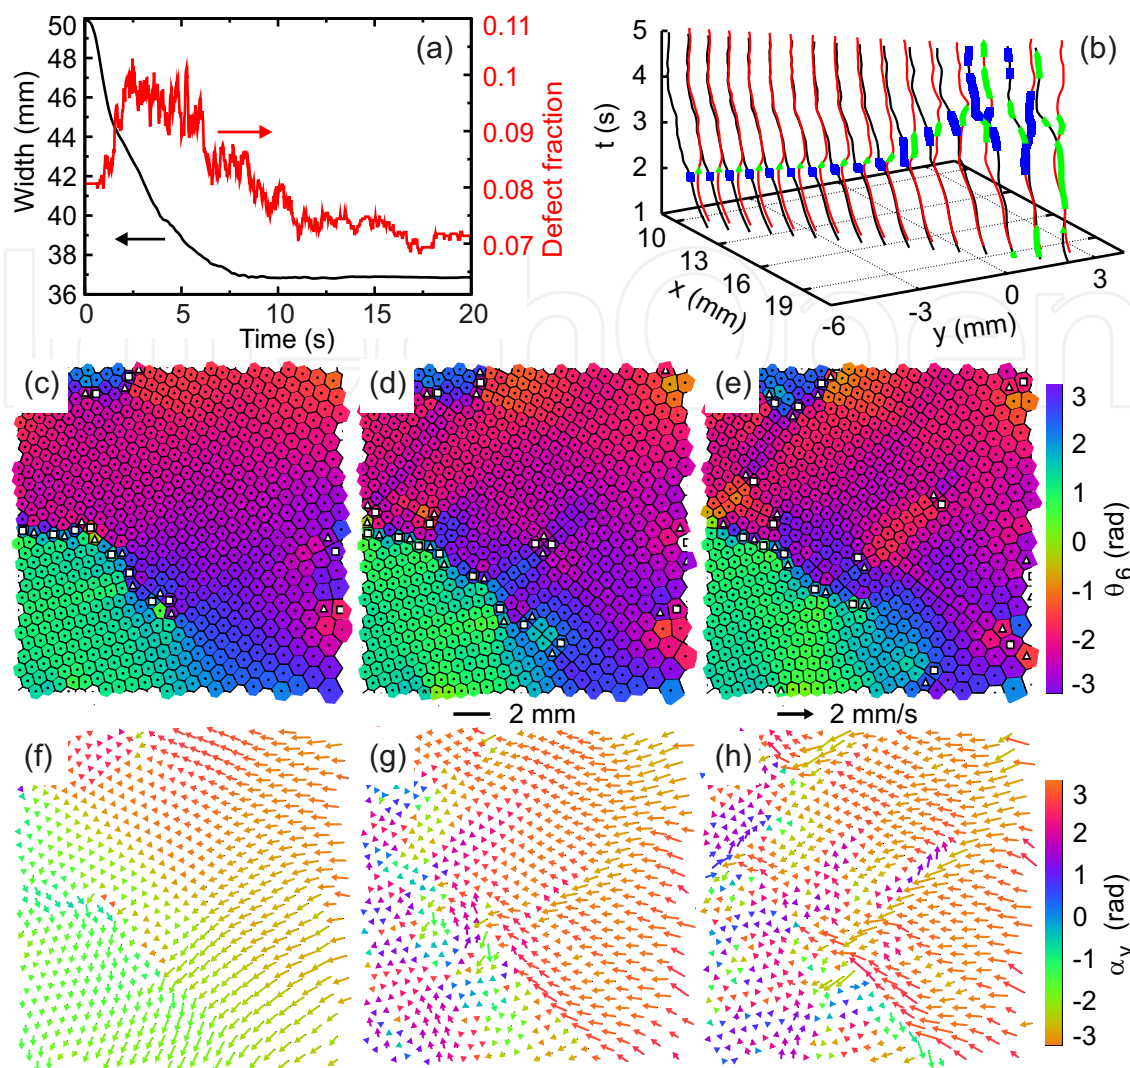 (a)
Width (mm)
50
48
46
44
42
40
38
36
0
5
10
15
20
Time (s)
0.11
0.1
0.09
0.08
0.07
Defect fraction
(b)
t (s)
5
4
3
2
1
10
13
16
19
x (mm)
-6
-3
0
3
y (mm)
(c)
(d)
(e)
3
2
1
0
-1
-2
-3
θ6 (rad)
2 mm
2 mm/s
(f)
(g)
(h)
3
2
1
0
-1
-2
-3
αv (rad)